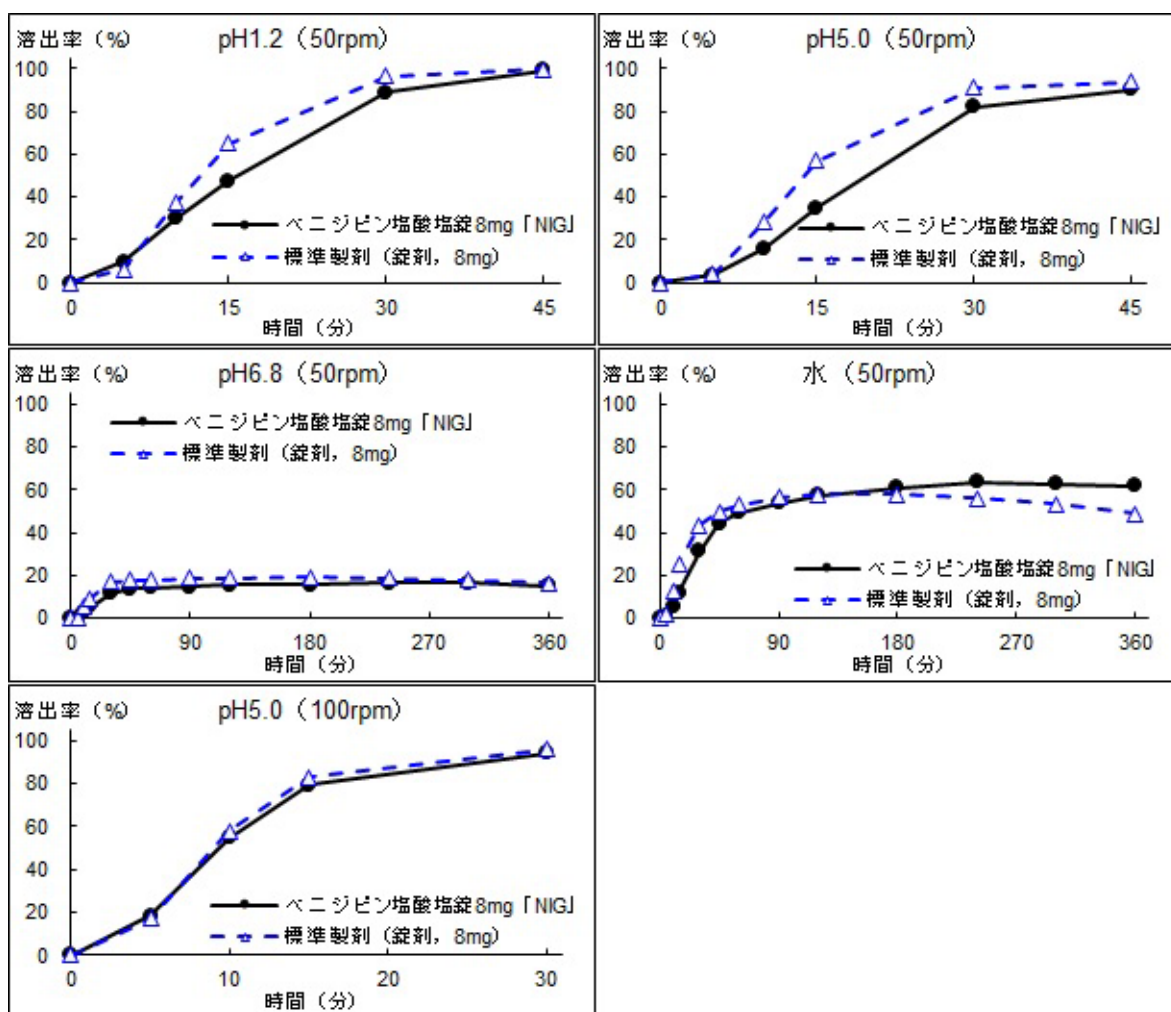 溶出率（%） pH1.2（50rpm）
100
80
60
40
20
0
ベニジピン塩酸塩錠8mg「NIG」
標準製剤（錠剤，8mg）
0 15 30 45
時間（分）
溶出率（%） pH5.0（50rpm）
100
80
60
40
20
0
ベニジピン塩酸塩錠8mg「NIG」
標準製剤（錠剤，8mg）
0 15 30 45
時間（分）
溶出率（%） pH6.8（50rpm）
100
80
60
40
20
0
ベニジピン塩酸塩錠8mg「NIG」
標準製剤（錠剤，8mg）
0 90 180 270 360
時間（分）
溶出率（%） 水（50rpm）
100
80
60
40
20
0
ベニジピン塩酸塩錠8mg「NIG」
標準製剤（錠剤，8mg）
0 90 180 270 360
時間（分）
溶出率（%） pH5.0（100rpm）
100
80
60
40
20
0
ベニジピン塩酸塩錠8mg「NIG」
標準製剤（錠剤，8mg）
0 10 20 30
時間（分）